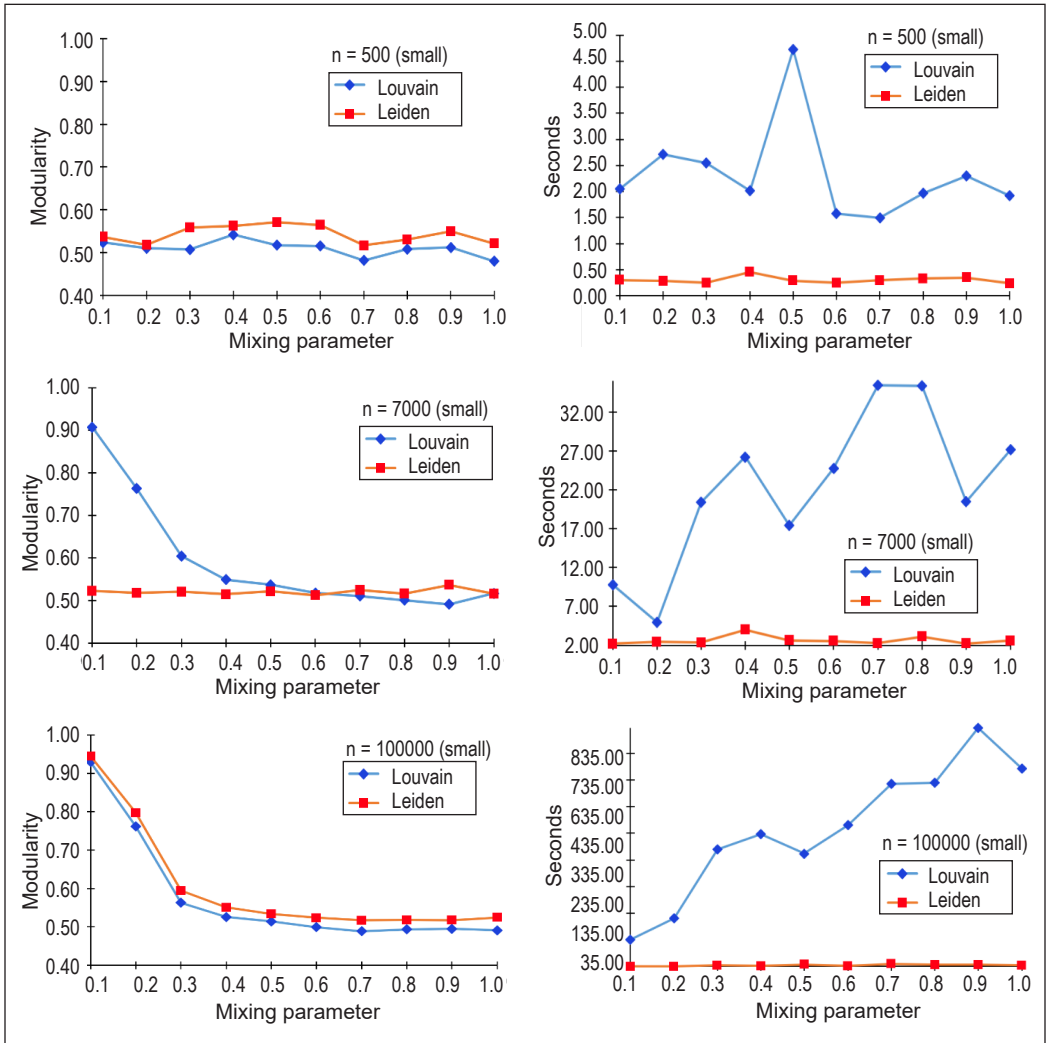 n = 500 (small)
Louvain
Leiden
Modularity
1.00
0.90
0.80
0.70
0.60
0.50
0.40
0.1 0.2 0.3 0.4 0.5 0.6 0.7 0.8 0.9 1.0
Mixing parameter
n = 500 (small)
Louvain
Leiden
Seconds
5.00
4.50
4.00
3.50
3.00
2.50
2.00
1.50
1.00
0.50
0.00
0.1 0.2 0.3 0.4 0.5 0.6 0.7 0.8 0.9 1.0
Mixing parameter
n = 7000 (small)
Louvain
Leiden
Modularity
1.00
0.90
0.80
0.70
0.60
0.50
0.40
0.1 0.2 0.3 0.4 0.5 0.6 0.7 0.8 0.9 1.0
Mixing parameter
n = 7000 (small)
Louvain
Leiden
Seconds
32.00
27.00
22.00
17.00
12.00
7.00
2.00
0.1 0.2 0.3 0.4 0.5 0.6 0.7 0.8 0.9 1.0
Mixing parameter
n = 100000 (small)
Louvain
Leiden
Modularity
1.00
0.90
0.80
0.70
0.60
0.50
0.40
0.1 0.2 0.3 0.4 0.5 0.6 0.7 0.8 0.9 1.0
Mixing parameter
n = 100000 (small)
Louvain
Leiden
Seconds
835.00
735.00
635.00
435.00
335.00
235.00
135.00
35.00
0.1 0.2 0.3 0.4 0.5 0.6 0.7 0.8 0.9 1.0
Mixing parameter